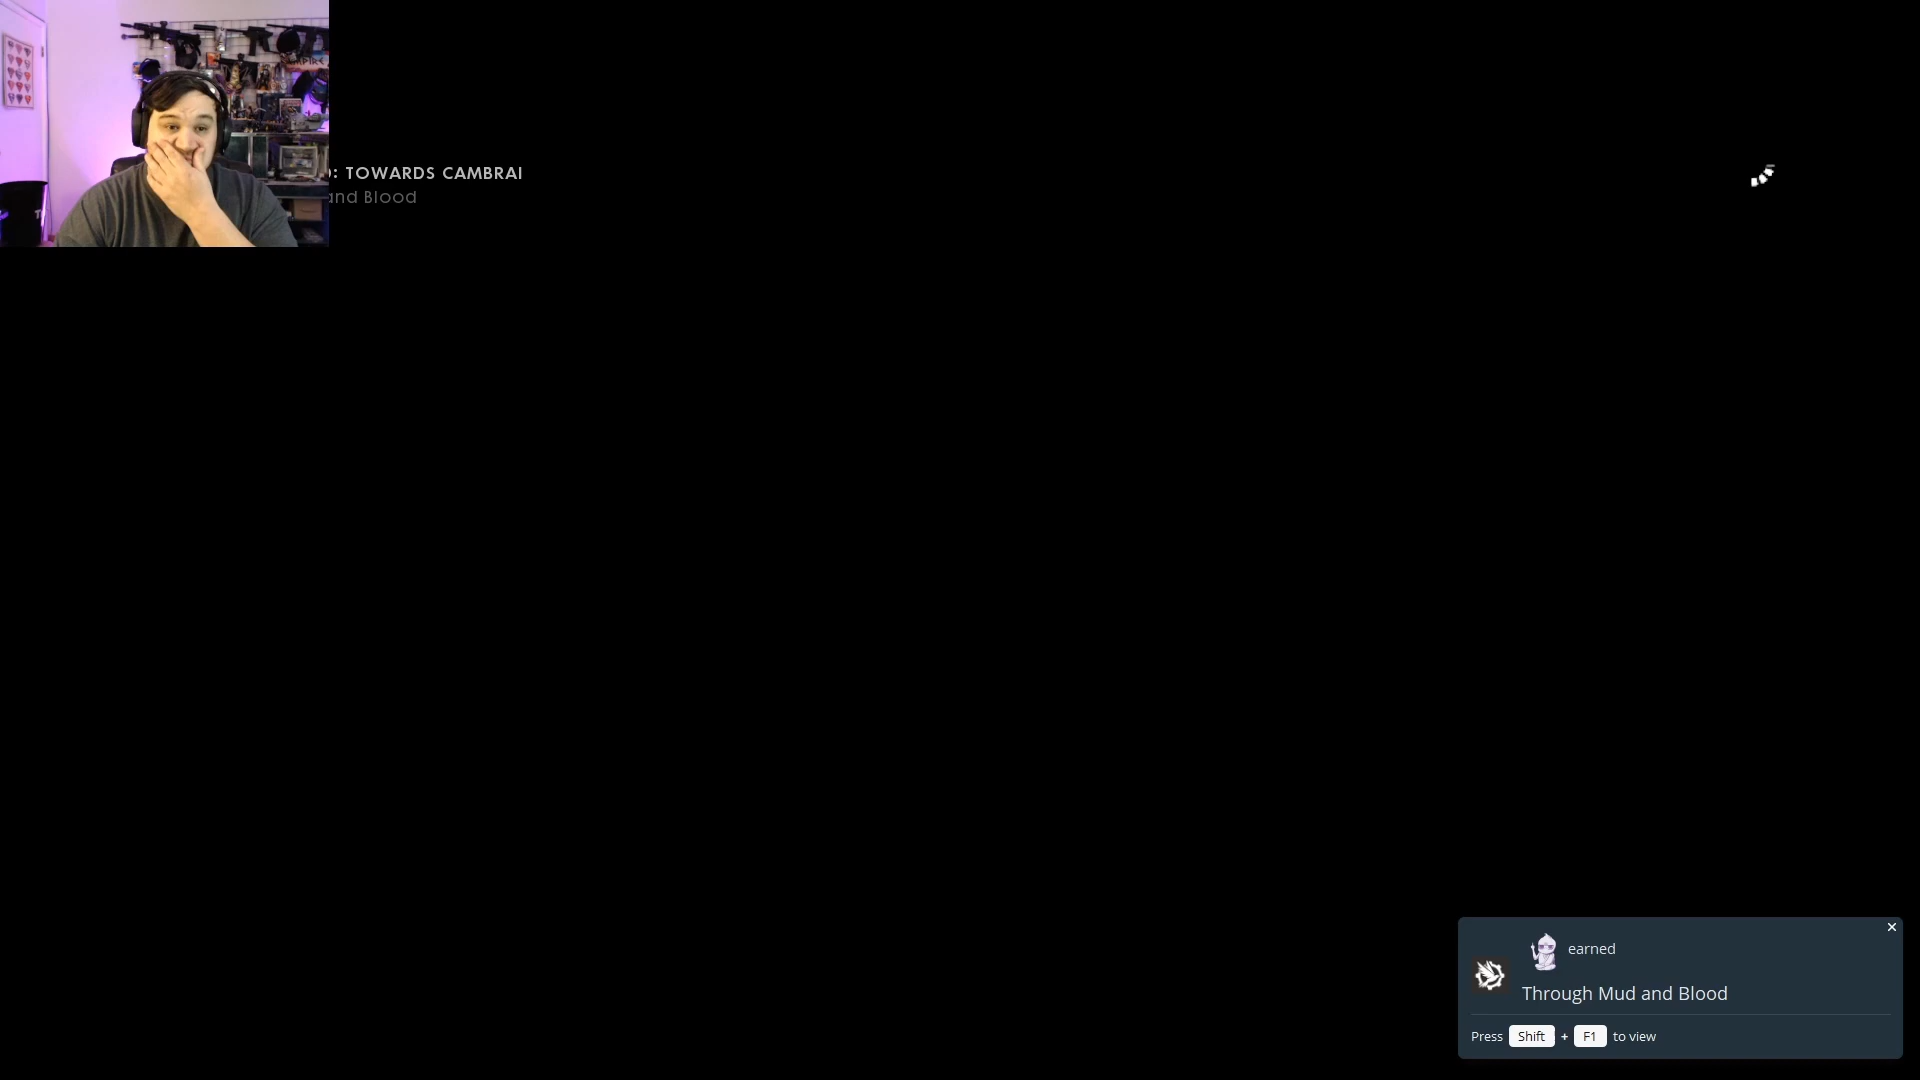 : TOWARDS CAMBRAI
and Blood
earned
Through Mud and Blood
Press Shift + F1 to view